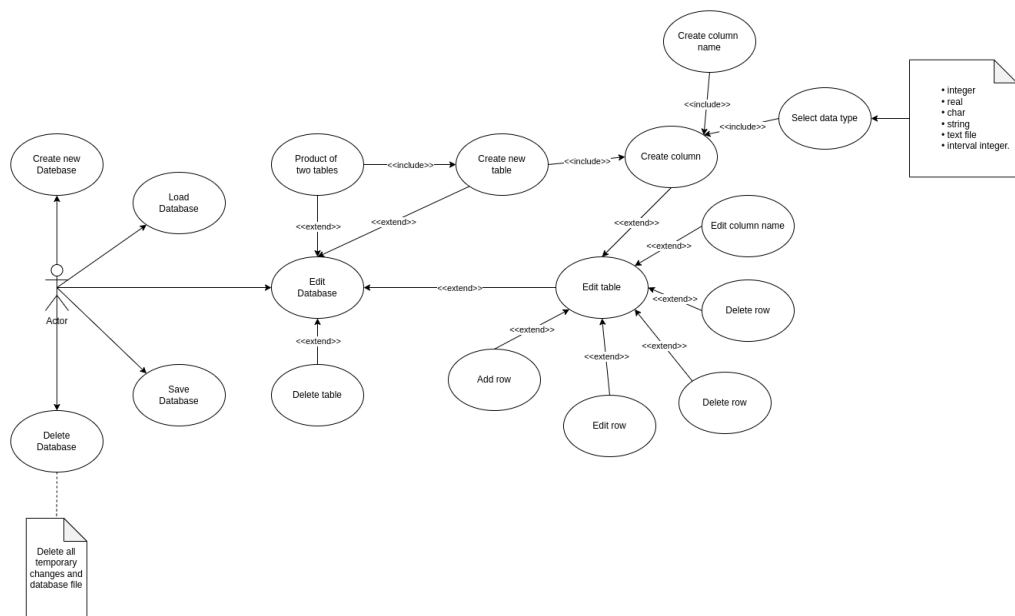 Create column
name
• integer
• real
• char
• string
• text file
• interval integer.
<<include>>
Select data type
<<include>>
Create new
Datebase
Product of
two tables
<<include>>
Create new
table
<<include>>
Create column
Load
Database
<<extend>>
<<extend>>
<<extend>>
Edit column name
<<extend>>
Edit
Database
<<extend>>
Edit table
<<extend>>
Delete row
Actor
<<extend>>
<<extend>>
<<extend>>
<<extend>>
Save
Database
Delete table
Add row
Delete row
Edit row
Delete
Database
Delete all
temporary
changes and
database file